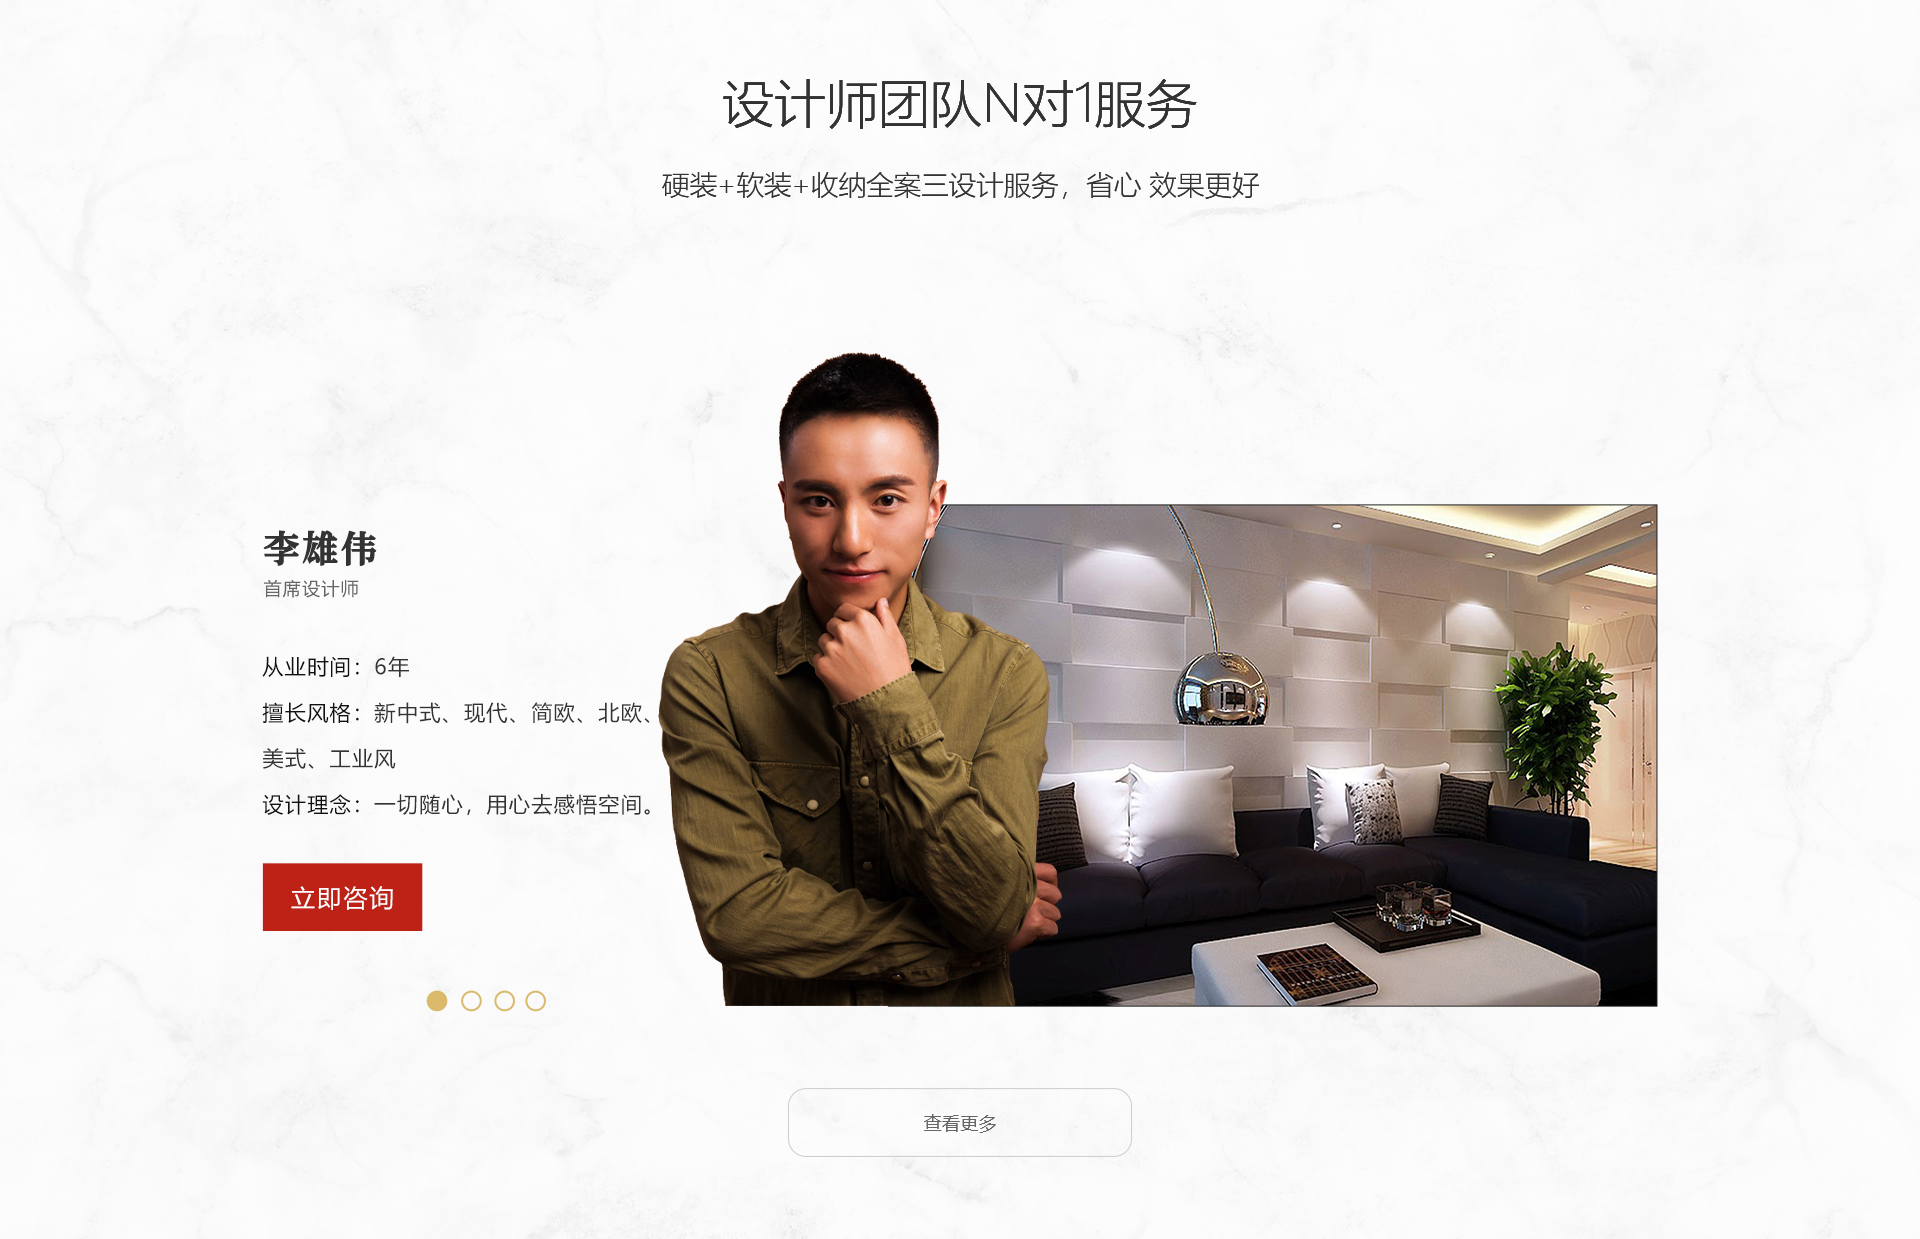 设计师团队N对1服务
硬装+软装+收纳全案三设计服务，省心 效果更好
李雄伟
首席设计师
从业时间：6年
擅长风格：新中式、现代、简欧、北欧、
美式、工业风
设计理念：一切随心，用心去感悟空间。
立即咨询
查看更多